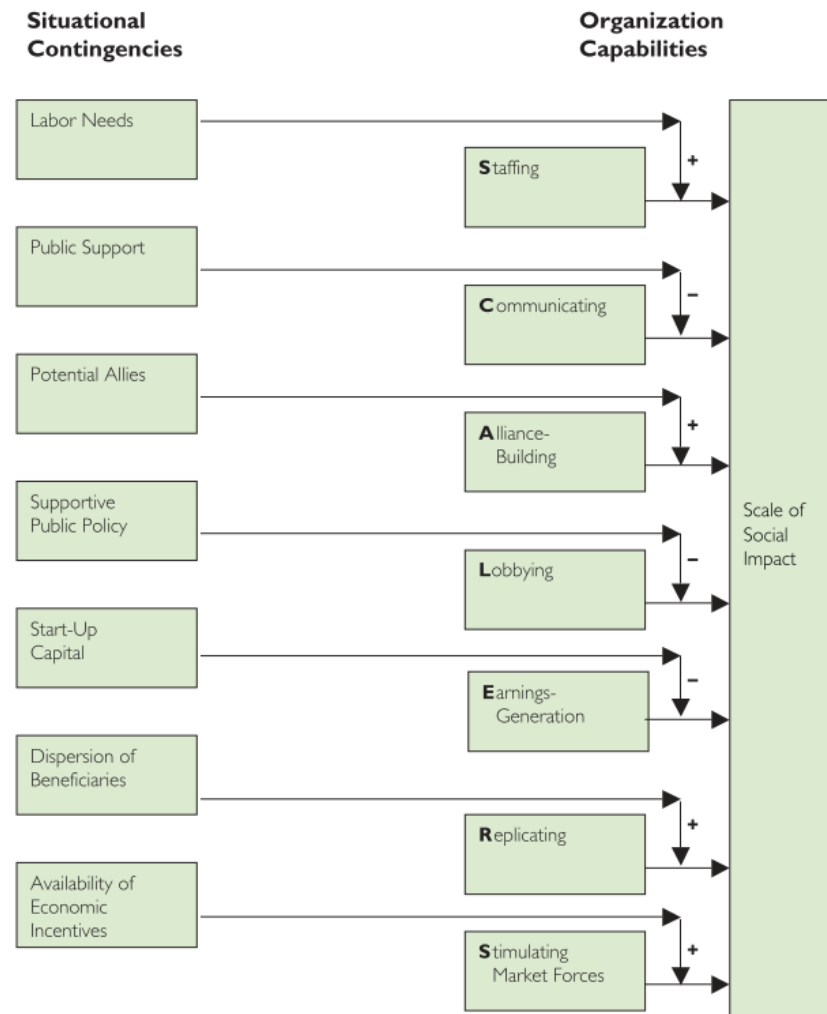 Situational
Contingencies
Organization
Capabilities
Labor Needs
+
Staffing
Public Support
–
Communicating
Potential Allies
+
Alliance-
Building
Supportive
Public Policy
–
Lobbying
Scale of
Social
Impact
Start-Up
Capital
–
Earnings-
Generation
Dispersion of
Beneficiaries
+
Replicating
Availability of
Economic
Incentives
+
Stimulating
Market Forces